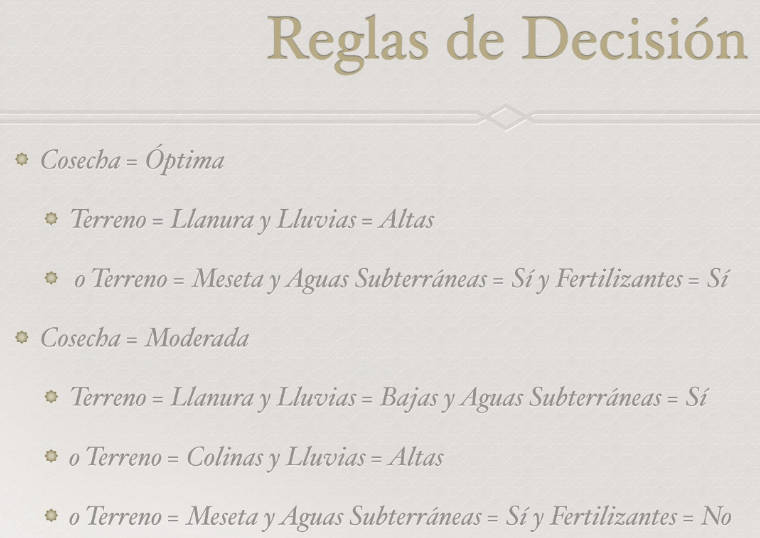 Reglas de Decisión
Cosecha = Óptima
Terreno = Llanura y Lluvias = Altas
o Terreno = Meseta y Aguas Subterráneas = Sí y Fertilizantes = Sí
Cosecha = Moderada
Terreno = Llanura y Lluvias = Bajas y Aguas Subterráneas = Sí
o Terreno = Colinas y Lluvias = Altas
o Terreno = Meseta y Aguas Subterráneas = Sí y Fertilizantes = No